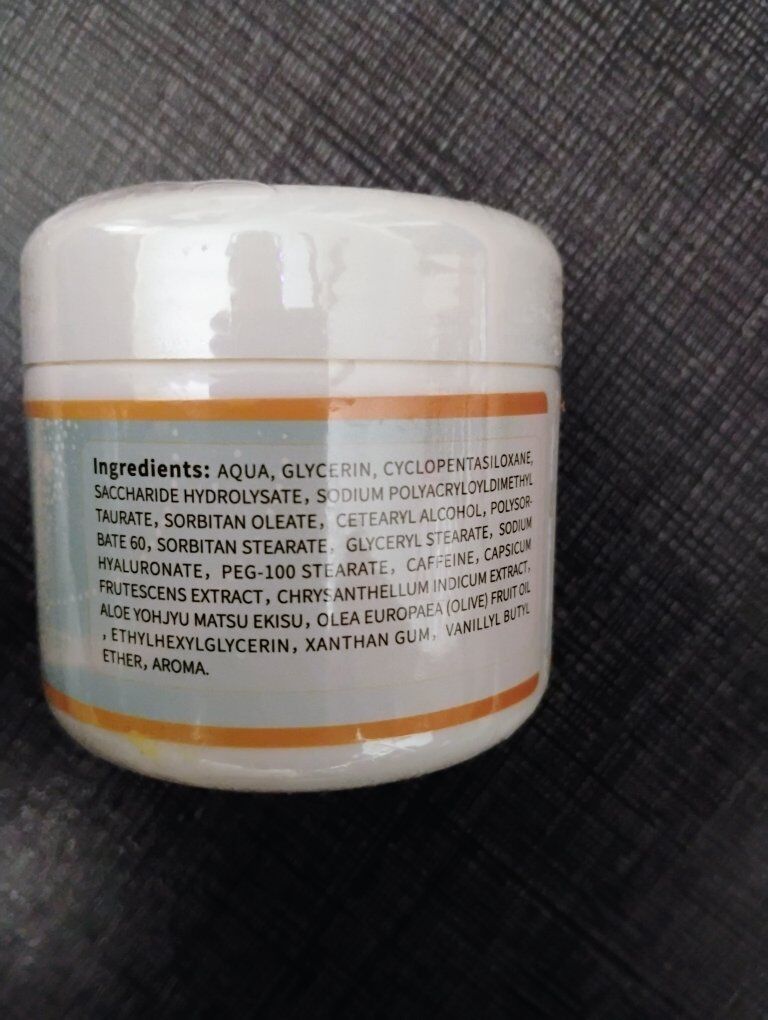 Ingredients: AQUA, GLYCERIN, CYCLOPENTASILOXANE,
SACCHARIDE HYDROLYSATE, SODIUM POLYACRYLOYLDIMETHYL
TAURATE, SORBITAN OLEATE, CETEARYL ALCOHOL, POLYSOR-
BATE 60, SORBITAN STEARATE, GLYCERYL STEARATE, SODIUM
HYALURONATE, PEG-100 STEARATE, CAFFEINE, CAPSICUM
FRUTESCENS EXTRACT, CHRYSANTHELLUM INDICUM EXTRACT,
ALOE YOHJYU MATSU EKISU, OLEA EUROPAEA (OLIVE) FRUIT OIL
, ETHYLHEXYLGLYCERIN, XANTHAN GUM, VANILLYL BUTYL
ETHER, AROMA.